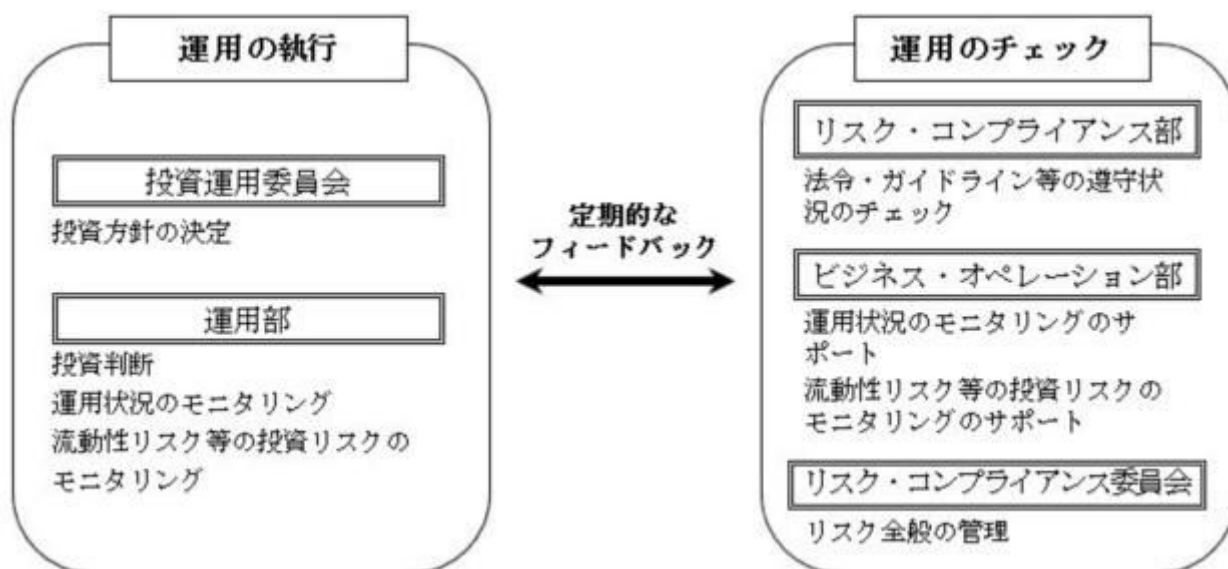 運用の執行
投資運用委員会
投資方針の決定
運用部
投資判断
運用状況のモニタリング
流動性リスク等の投資リスクの
モニタリング
定期的な
フィードバック
運用のチェック
リスク・コンプライアンス部
法令・ガイドライン等の遵守状
況のチェック
ビジネス・オペレーション部
運用状況のモニタリングのサ
ポート
流動性リスク等の投資リスクの
モニタリングのサポート
リスク・コンプライアンス委員会
リスク全般の管理